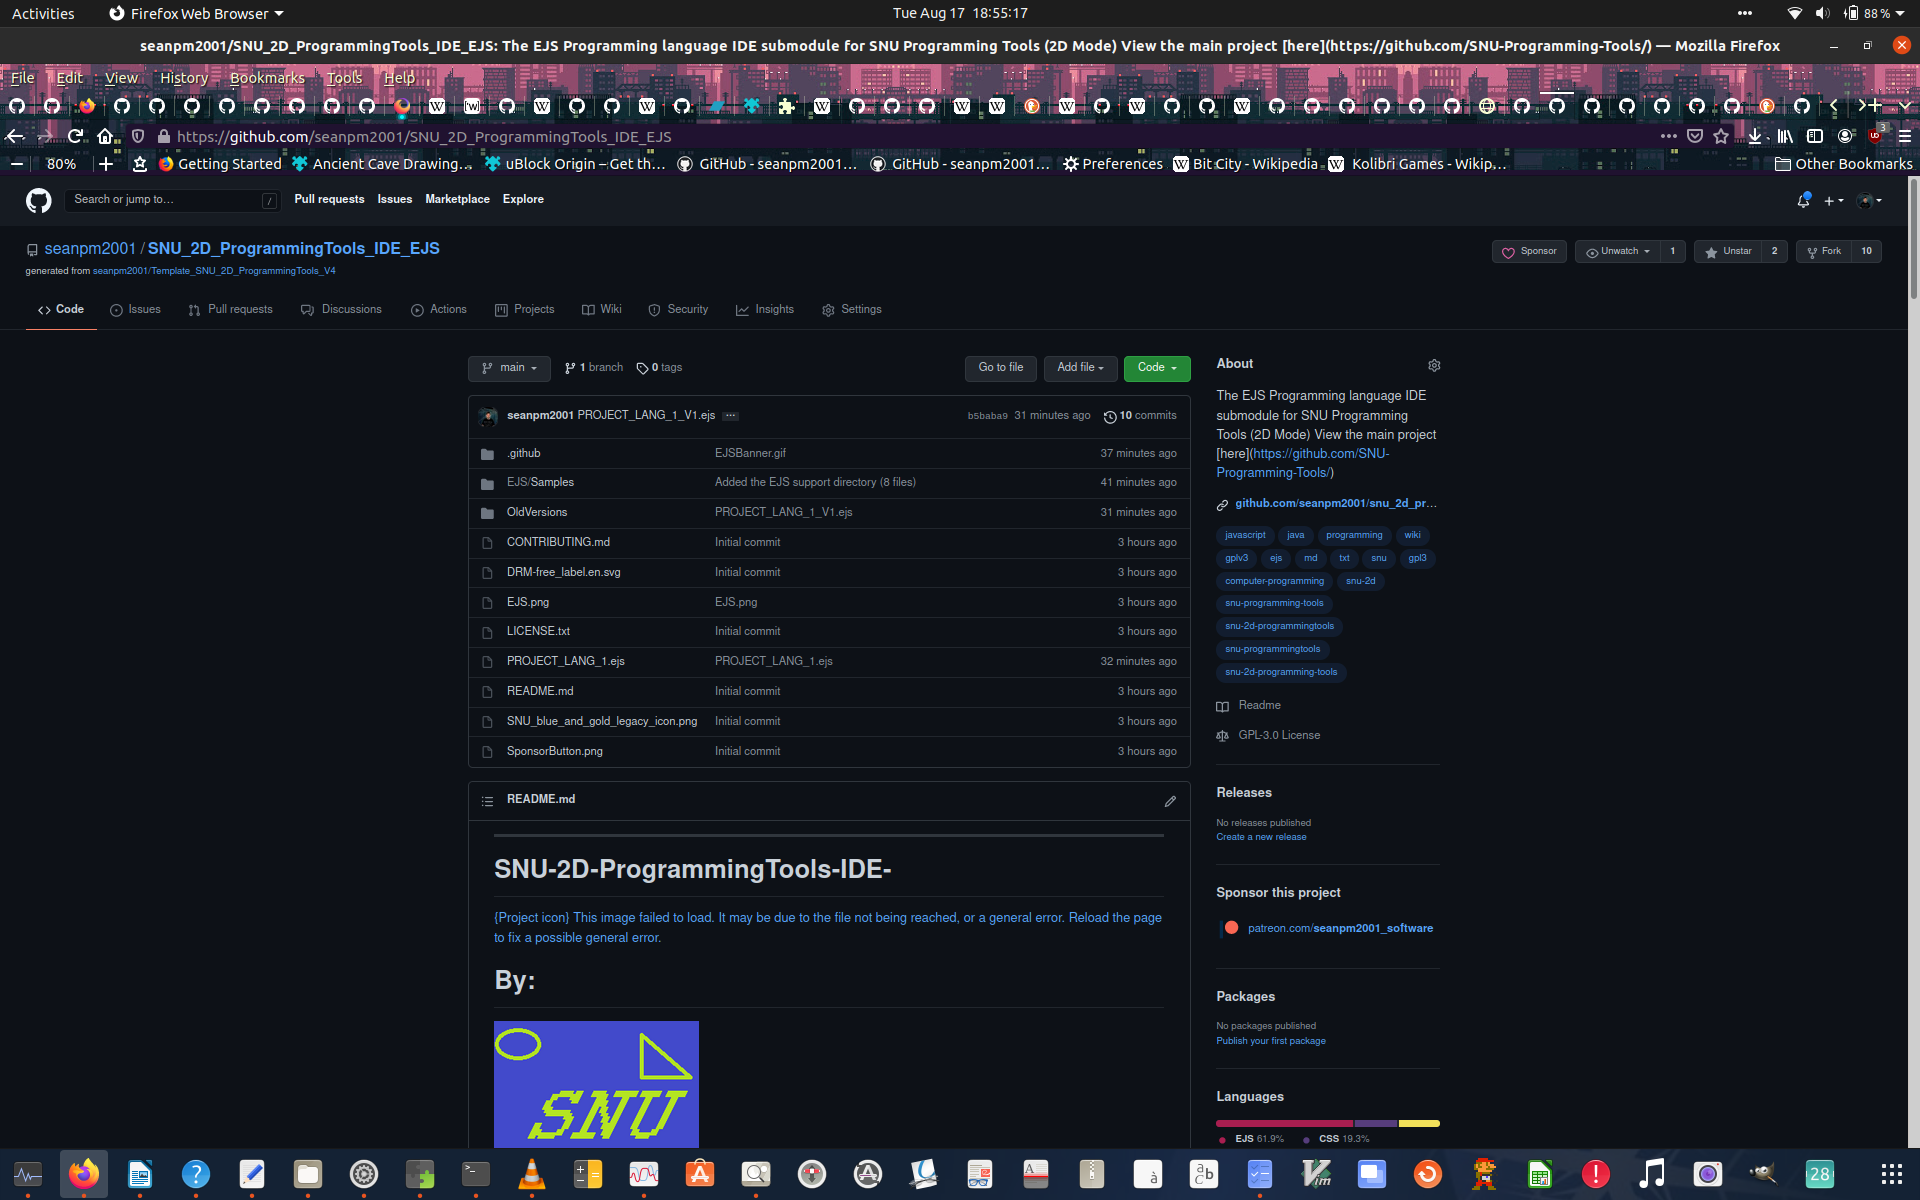 Activities
Firefox Web Browser
Tue Aug 17 18:55:17
88 %
seanpm2001/SNU_2D_ProgrammingTools_IDE_EJS: The EJS Programming language IDE submodule for SNU Programming Tools (2D Mode) View the main project [here](https://github.com/SNU-Programming-Tools/) — Mozilla Firefox
File Edit View History Bookmarks Tools Help
https://github.com/seanpm2001/SNU_2D_ProgrammingTools_IDE_EJS
3
80%
Getting Started
Ancient Cave Drawing…
uBlock Origin – Get th…
GitHub - seanpm2001…
GitHub - seanpm2001…
Preferences
Bit City - Wikipedia
Kolibri Games - Wikip…
Other Bookmarks
Search or jump to…
/
Pull requests
Issues
Marketplace
Explore
seanpm2001 / SNU_2D_ProgrammingTools_IDE_EJS
Sponsor
Unwatch 1
Unstar 2
Fork 10
generated from seanpm2001/Template_SNU_2D_ProgrammingTools_V4
Code
Issues
Pull requests
Discussions
Actions
Projects
Wiki
Security
Insights
Settings
main
1 branch
0 tags
Go to file
Add file
Code
seanpm2001 PROJECT_LANG_1_V1.ejs
b5baba9 31 minutes ago
10 commits
.github EJSBanner.gif 37 minutes ago
EJS/Samples Added the EJS support directory (8 files) 41 minutes ago
OldVersions PROJECT_LANG_1_V1.ejs 31 minutes ago
CONTRIBUTING.md Initial commit 3 hours ago
DRM-free_label.en.svg Initial commit 3 hours ago
EJS.png EJS.png 3 hours ago
LICENSE.txt Initial commit 3 hours ago
PROJECT_LANG_1.ejs PROJECT_LANG_1.ejs 32 minutes ago
README.md Initial commit 3 hours ago
SNU_blue_and_gold_legacy_icon.png Initial commit 3 hours ago
SponsorButton.png Initial commit 3 hours ago
README.md
SNU-2D-ProgrammingTools-IDE-
{Project icon} This image failed to load. It may be due to the file not being reached, or a general error. Reload the page
to fix a possible general error.
By:
SNU
About
The EJS Programming language IDE
submodule for SNU Programming
Tools (2D Mode) View the main project
[here](https://github.com/SNU-
Programming-Tools/)
github.com/seanpm2001/snu_2d_pr…
javascript java programming wiki
gplv3 ejs md txt snu gpl3
computer-programming snu-2d
snu-programming-tools
snu-2d-programmingtools
snu-programmingtools
snu-2d-programming-tools
Readme
GPL-3.0 License
Releases
No releases published
Create a new release
Sponsor this project
patreon.com/seanpm2001_software
Packages
No packages published
Publish your first package
Languages
EJS 61.9%
CSS 19.3%
28